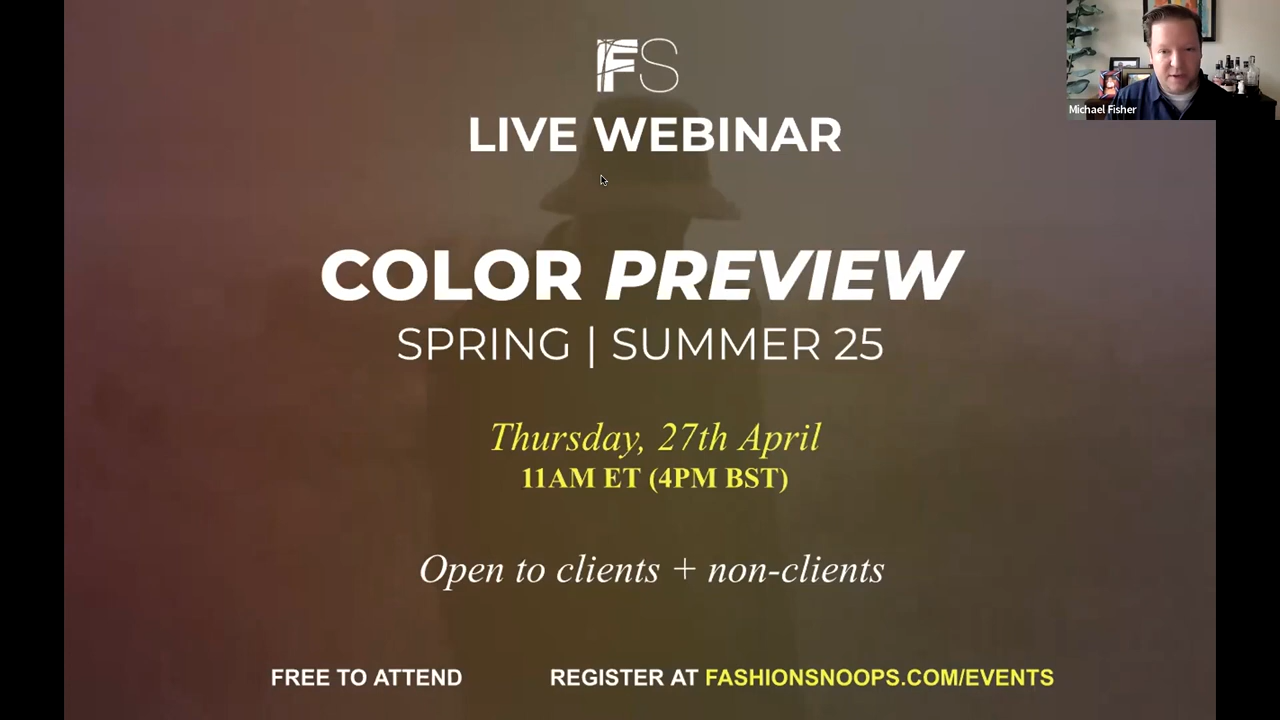 FS
LIVE WEBINAR
Michael Fisher
COLOR PREVIEW
SPRING | SUMMER 25
Thursday, 27th April
11AM ET (4PM BST)
Open to clients + non-clients
FREE TO ATTEND
REGISTER AT FASHIONSNOOPS.COM/EVENTS